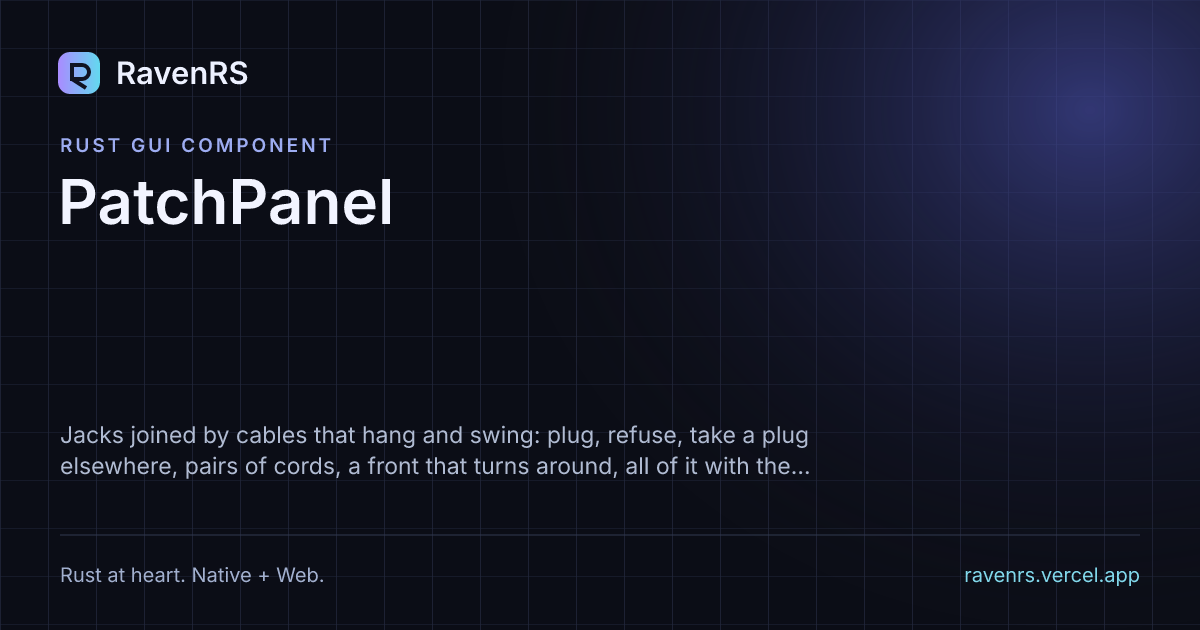 RavenRS
RUST GUI COMPONENT
PatchPanel
Jacks joined by cables that hang and swing: plug, refuse, take a plug
elsewhere, pairs of cords, a front that turns around, all of it with the...
Rust at heart. Native + Web.
ravenrs.vercel.app